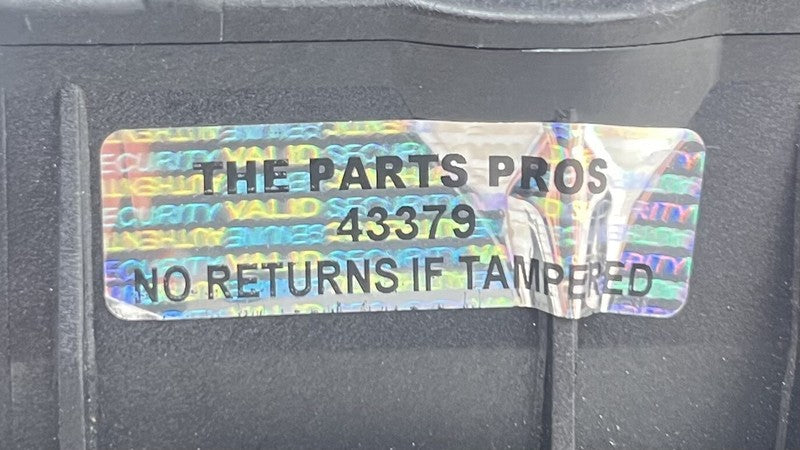 THE PARTS PROS
43379
NO RETURNS IF TAMPERED